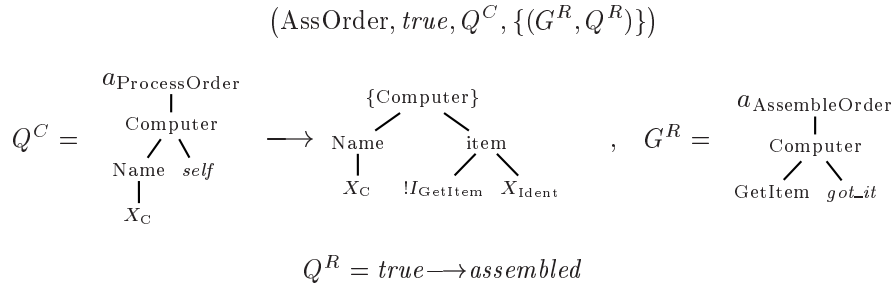 (AssOrder, true, Q^C, {(G^R, Q^R)})
a_ProcessOrder
{Computer} a_AssembleOrder
Q^C = Computer ⟶ Name item , G^R = Computer
Name self X_C !I_GetItem X_Ident GetItem got_it
X_C
Q^R = true⟶assembled